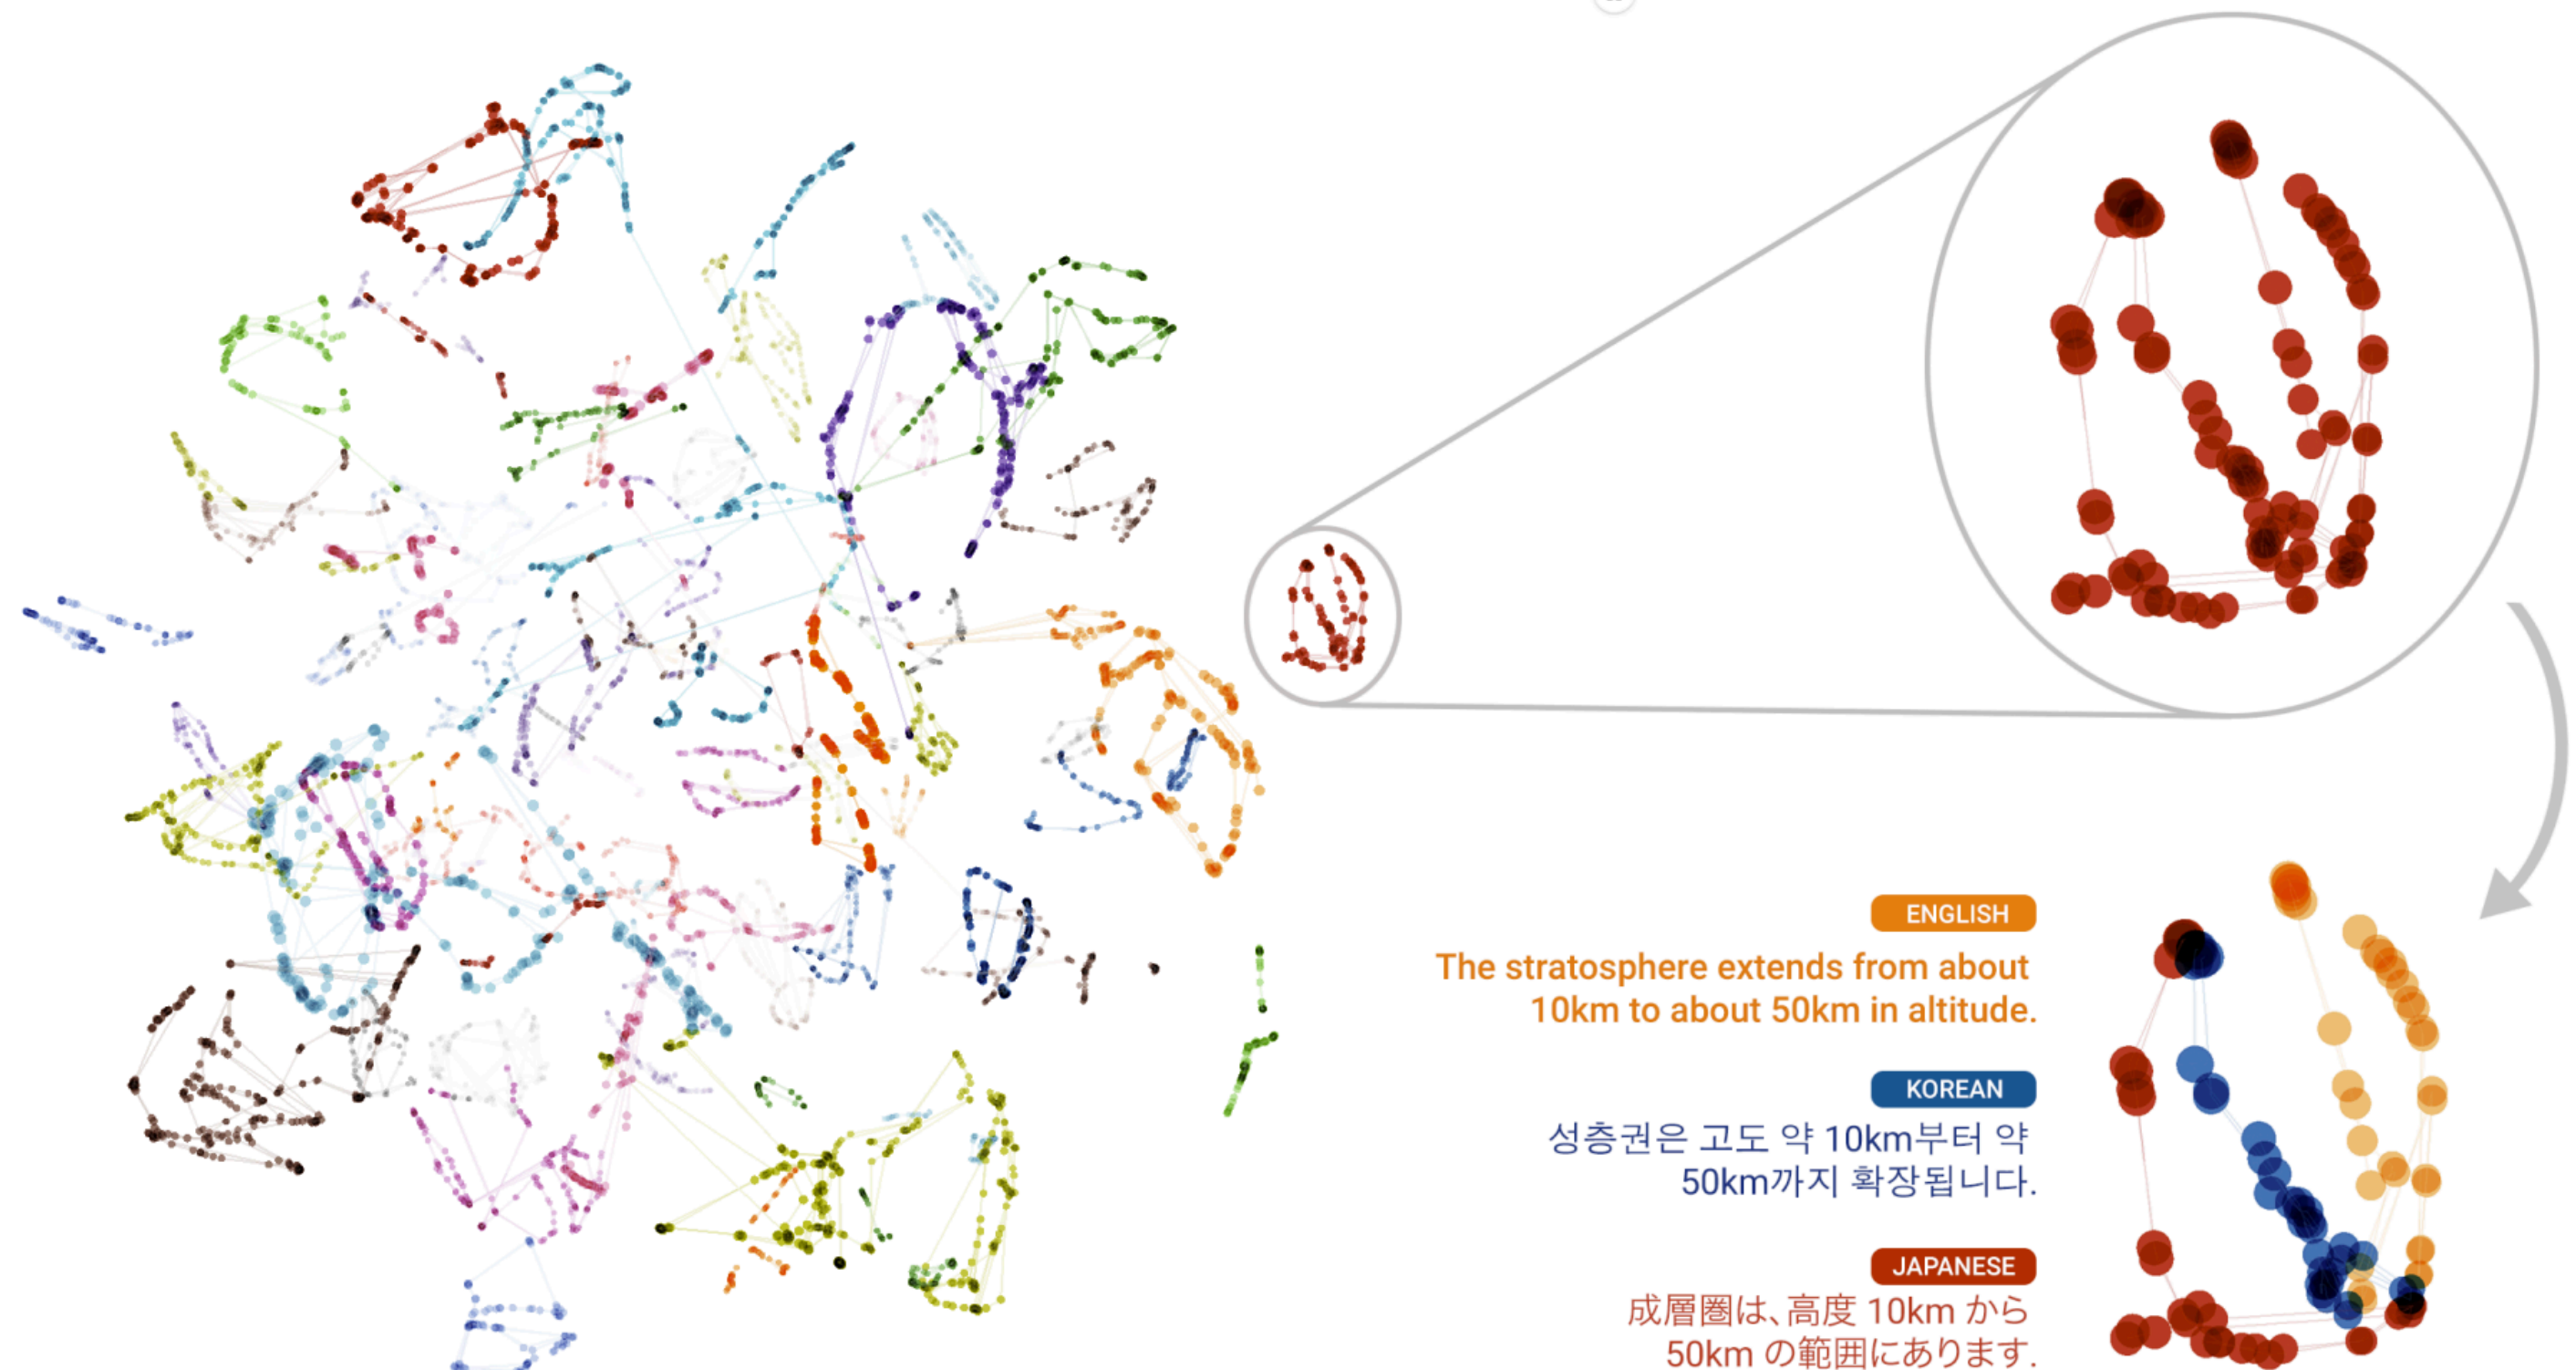 ENGLISH
The stratosphere extends from about
10km to about 50km in altitude.
KOREAN
성층권은 고도 약 10km부터 약
50km까지 확장됩니다.
JAPANESE
成層圏は、高度 10km から
50km の範囲にあります.